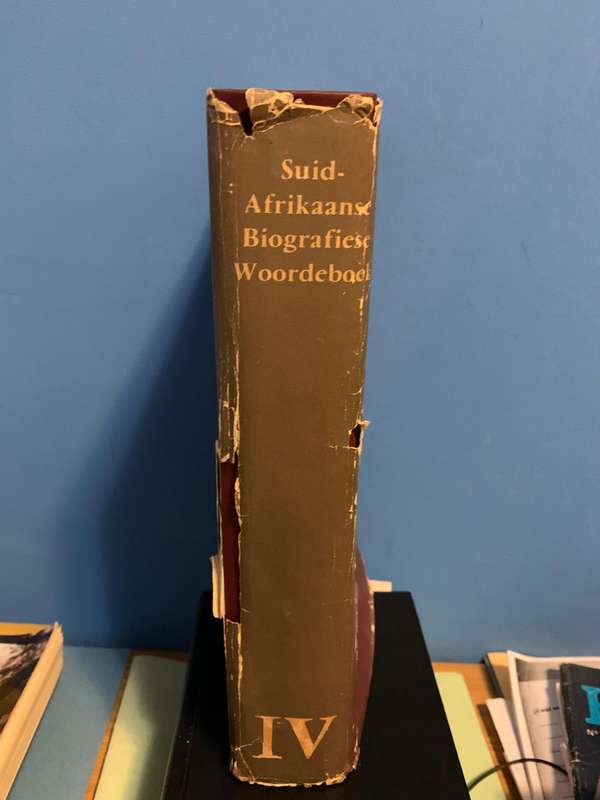 Suid-
Afrikaanse
Biografiese
Woordeboek
IV